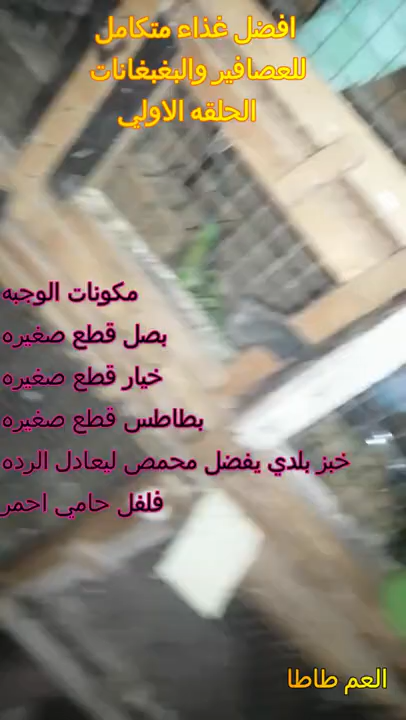 افضل غذاء متكامل
للعصافير والبغبغانات
الحلقه الاولي
مكونات الوجبه
بصل قطع صغيره
خيار قطع صغيره
بطاطس قطع صغيره
خبز بلدي يفضل محمص ليعادل الرده
فلفل حامى احمر
العم طاطا